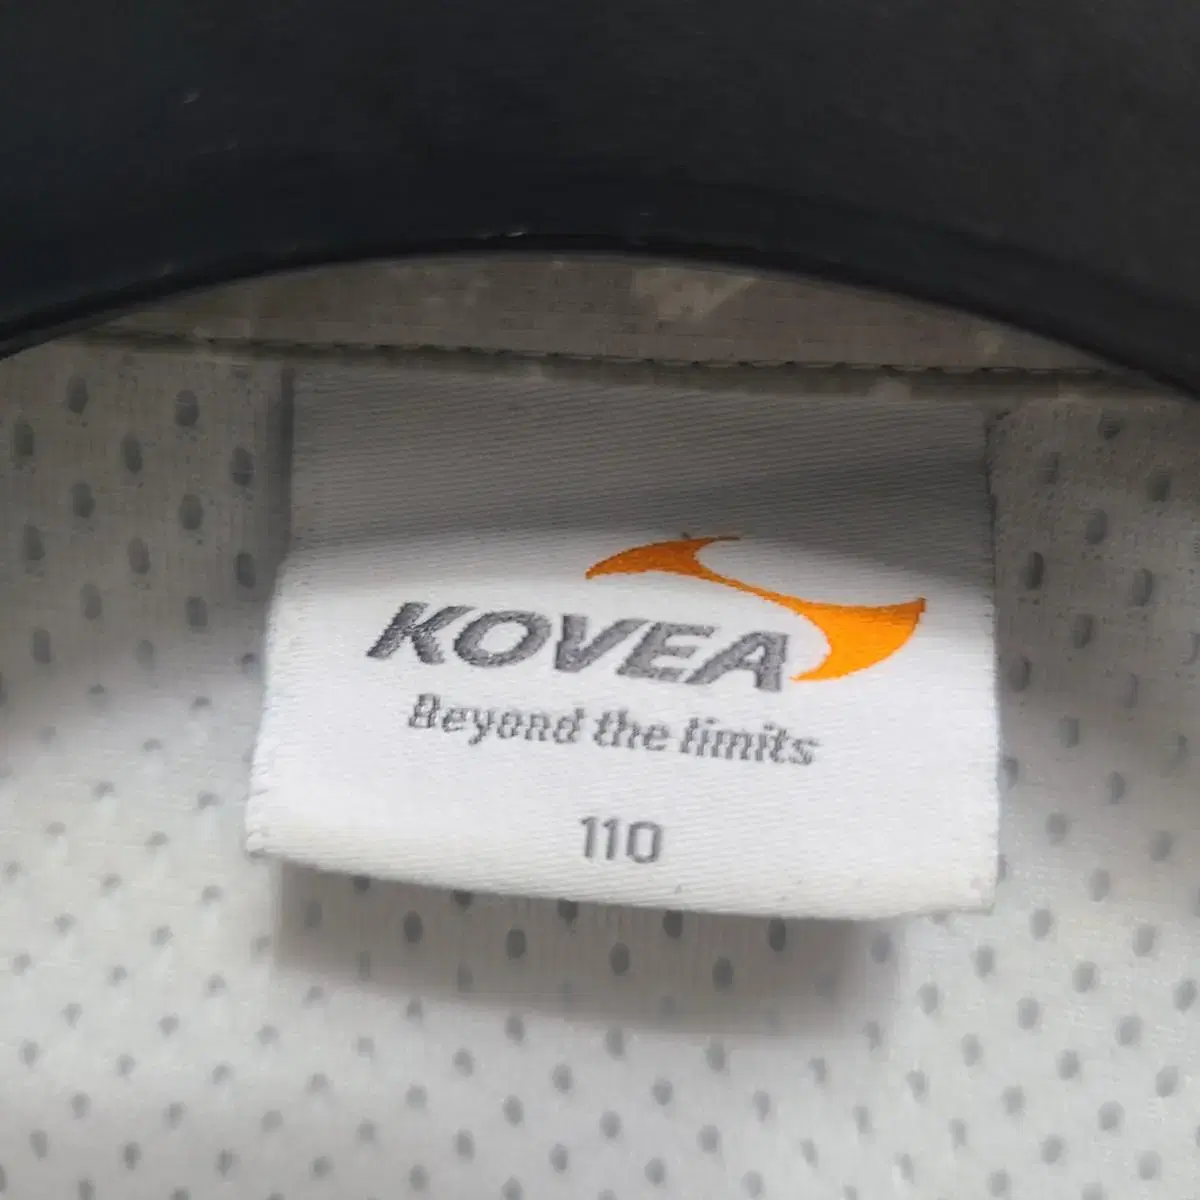 KOVEA
Beyond the limits
110